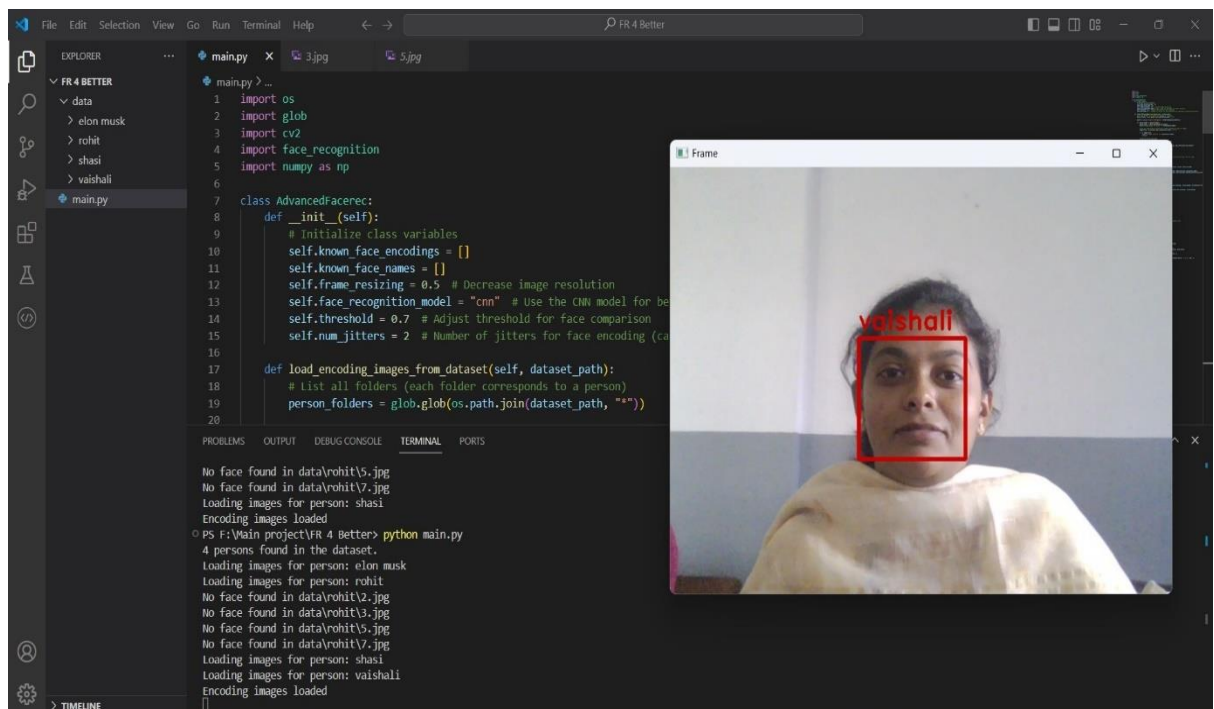 File Edit Selection View Go Run Terminal Help
FR 4 Better
EXPLORER
FR 4 BETTER
data
elon musk
rohit
shasi
vaishali
main.py
TIMELINE
main.py
3.jpg
5.jpg
main.py > ...
1 import os
2 import glob
3 import cv2
4 import face_recognition
5 import numpy as np
6
7 class AdvancedFacerec:
8 def __init__(self):
9 # Initialize class variables
10 self.known_face_encodings = []
11 self.known_face_names = []
12 self.frame_resizing = 0.5 # Decrease image resolution
13 self.face_recognition_model = "cnn" # Use the CNN model for be
14 self.threshold = 0.7 # Adjust threshold for face comparison
15 self.num_jitters = 2 # Number of jitters for face encoding (ca
16
17 def load_encoding_images_from_dataset(self, dataset_path):
18 # List all folders (each folder corresponds to a person)
19 person_folders = glob.glob(os.path.join(dataset_path, "*"))
20
PROBLEMS OUTPUT DEBUG CONSOLE TERMINAL PORTS
No face found in data\rohit\5.jpg
No face found in data\rohit\7.jpg
Loading images for person: shasi
Encoding images loaded
PS F:\Main project\FR 4 Better> python main.py
4 persons found in the dataset.
Loading images for person: elon musk
Loading images for person: rohit
No face found in data\rohit\2.jpg
No face found in data\rohit\3.jpg
No face found in data\rohit\5.jpg
No face found in data\rohit\7.jpg
Loading images for person: shasi
Loading images for person: vaishali
Encoding images loaded
Frame
vaishali